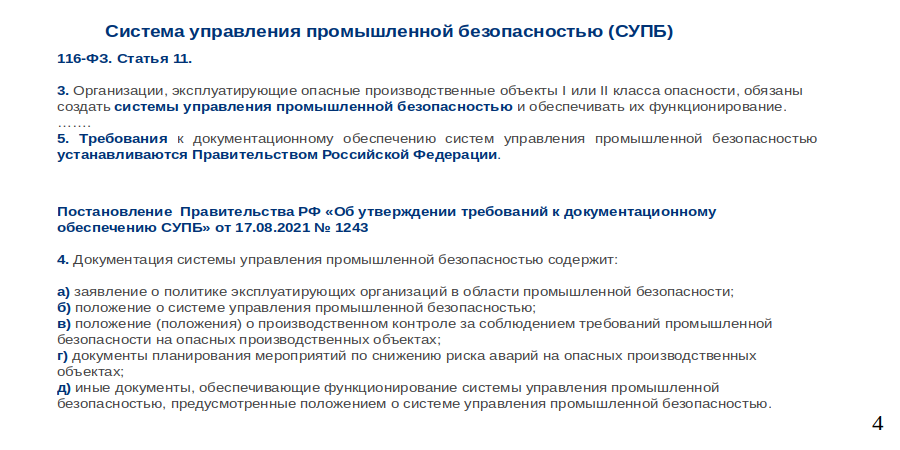 Система управления промышленной безопасностью (СУПБ)
116-ФЗ. Статья 11.
3. Организации, эксплуатирующие опасные производственные объекты I или II класса опасности, обязаны
создать системы управления промышленной безопасностью и обеспечивать их функционирование.
…….
5. Требования к документационному обеспечению систем управления промышленной безопасностью
устанавливаются Правительством Российской Федерации.
Постановление Правительства РФ «Об утверждении требований к документационному
обеспечению СУПБ» от 17.08.2021 № 1243
4. Документация системы управления промышленной безопасностью содержит:
а) заявление о политике эксплуатирующих организаций в области промышленной безопасности;
б) положение о системе управления промышленной безопасностью;
в) положение (положения) о производственном контроле за соблюдением требований промышленной
безопасности на опасных производственных объектах;
г) документы планирования мероприятий по снижению риска аварий на опасных производственных
объектах;
д) иные документы, обеспечивающие функционирование системы управления промышленной
безопасностью, предусмотренные положением о системе управления промышленной безопасностью.
4